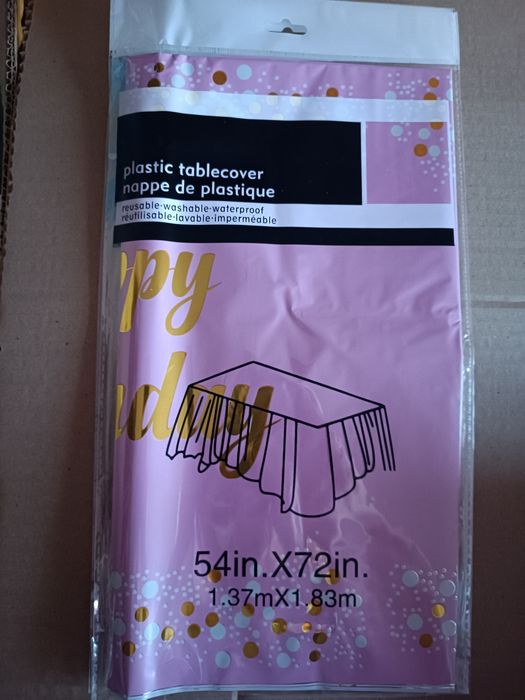 plastic tablecover
nappe de plastique
reusable·washable·waterproof
réutilisable·lavable·imperméable
ppy
day
54in.X72in.
1.37mX1.83m